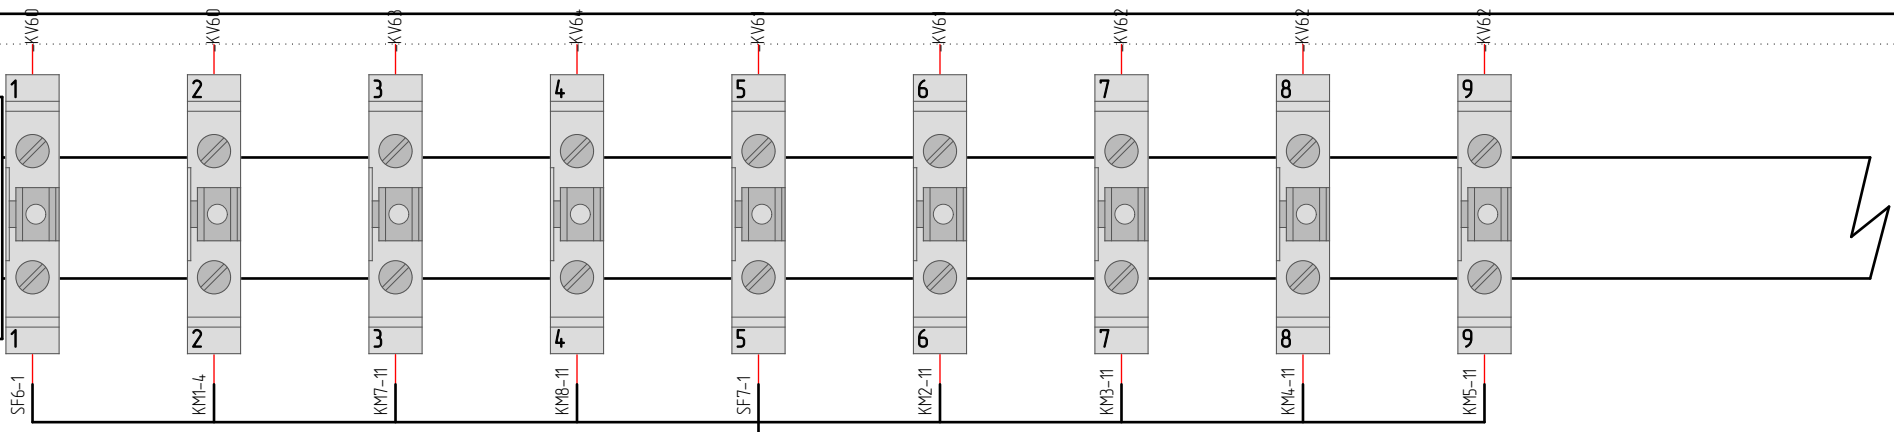 KV60 KV60 KV63 KV64 KV61 KV61 KV62 KV62 KV62
1 2 3 4 5 6 7 8 9
1 2 3 4 5 6 7 8 9
SF6-1 KM1-4 KM7-11 KM8-11 SF7-1 KM2-11 KM3-11 KM4-11 KM5-11